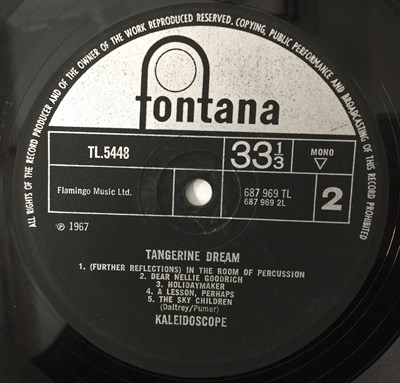 ALL RIGHTS OF THE RECORD PRODUCER AND OF THE OWNER OF THE WORK REPRODUCED RESERVED. COPYING, PUBLIC PERFORMANCE AND BROADCASTING OF THIS RECORD PROHIBITED
fontana
TL.5448
33 1/3
MONO
Flamingo Music Ltd.
687 969 TL
687 969 2L
2
℗ 1967
TANGERINE DREAM
1. (FURTHER REFLECTIONS) IN THE ROOM OF PERCUSSION
2. DEAR NELLIE GOODRICH
3. HOLIDAYMAKER
4. A LESSON, PERHAPS
5. THE SKY CHILDREN
(Daltrey/Pumer)
KALEIDOSCOPE